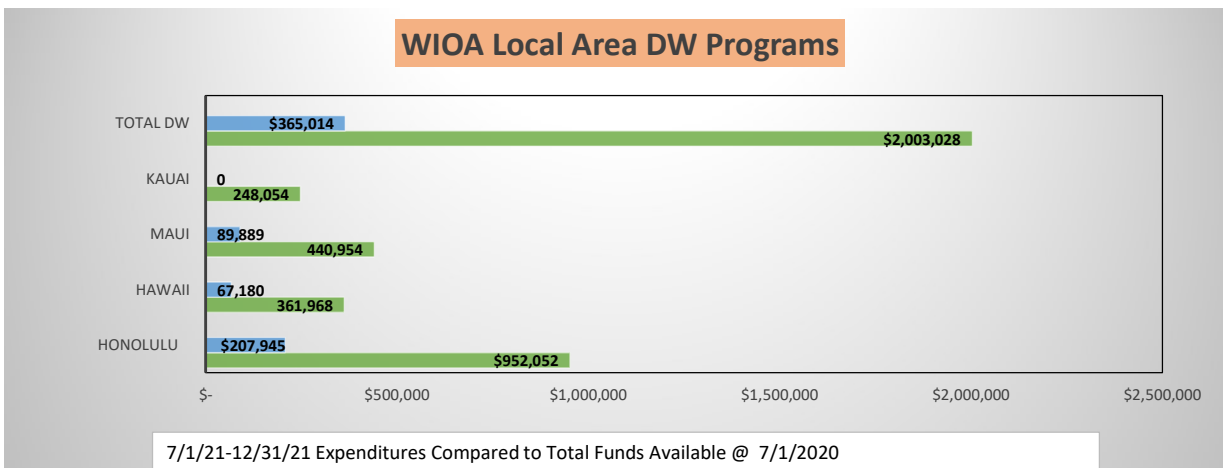 WIOA Local Area DW Programs
TOTAL DW
$365,014
$2,003,028
KAUAI
0
248,054
MAUI
89,889
440,954
HAWAII
67,180
361,968
HONOLULU
$207,945
$952,052
$- $500,000 $1,000,000 $1,500,000 $2,000,000 $2,500,000
7/1/21-12/31/21 Expenditures Compared to Total Funds Available @ 7/1/2020